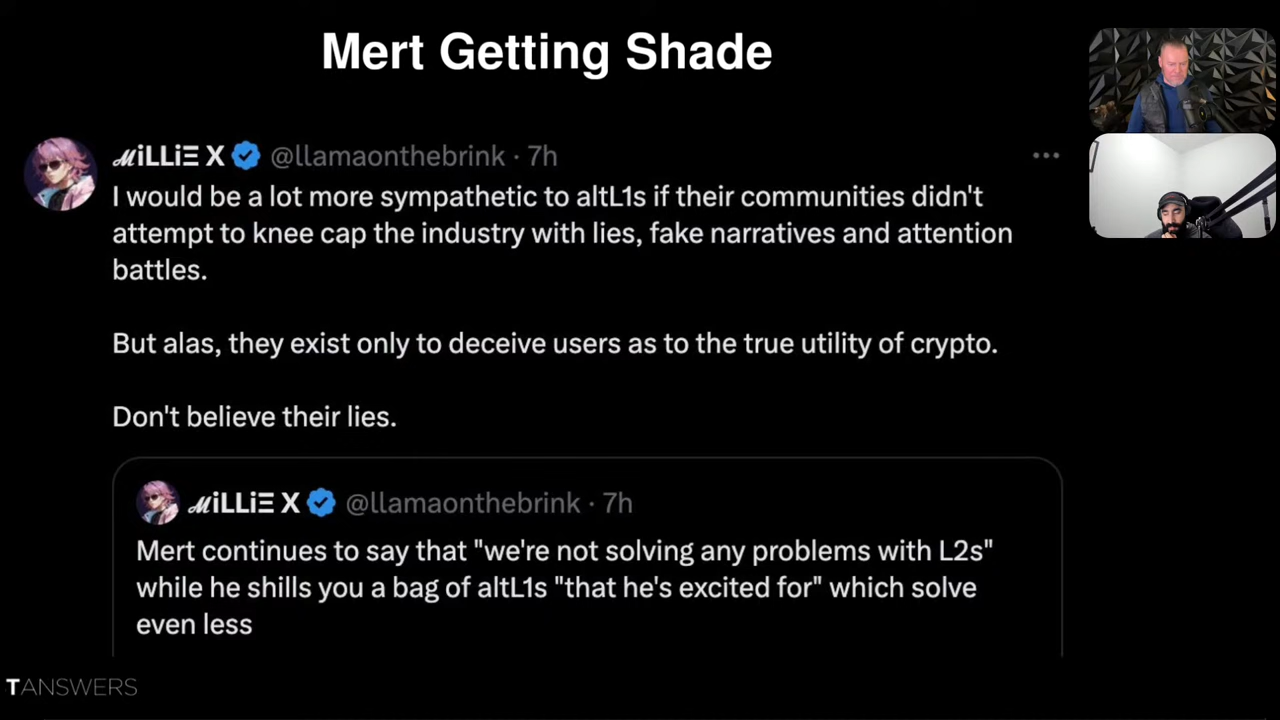 Mert Getting Shade
MiLLiΞ X @llamaonthebrink · 7h
I would be a lot more sympathetic to altL1s if their communities didn't
attempt to knee cap the industry with lies, fake narratives and attention
battles.
But alas, they exist only to deceive users as to the true utility of crypto.
Don't believe their lies.
MiLLiΞ X @llamaonthebrink · 7h
Mert continues to say that "we're not solving any problems with L2s"
while he shills you a bag of altL1s "that he's excited for" which solve
even less
TANSWERS